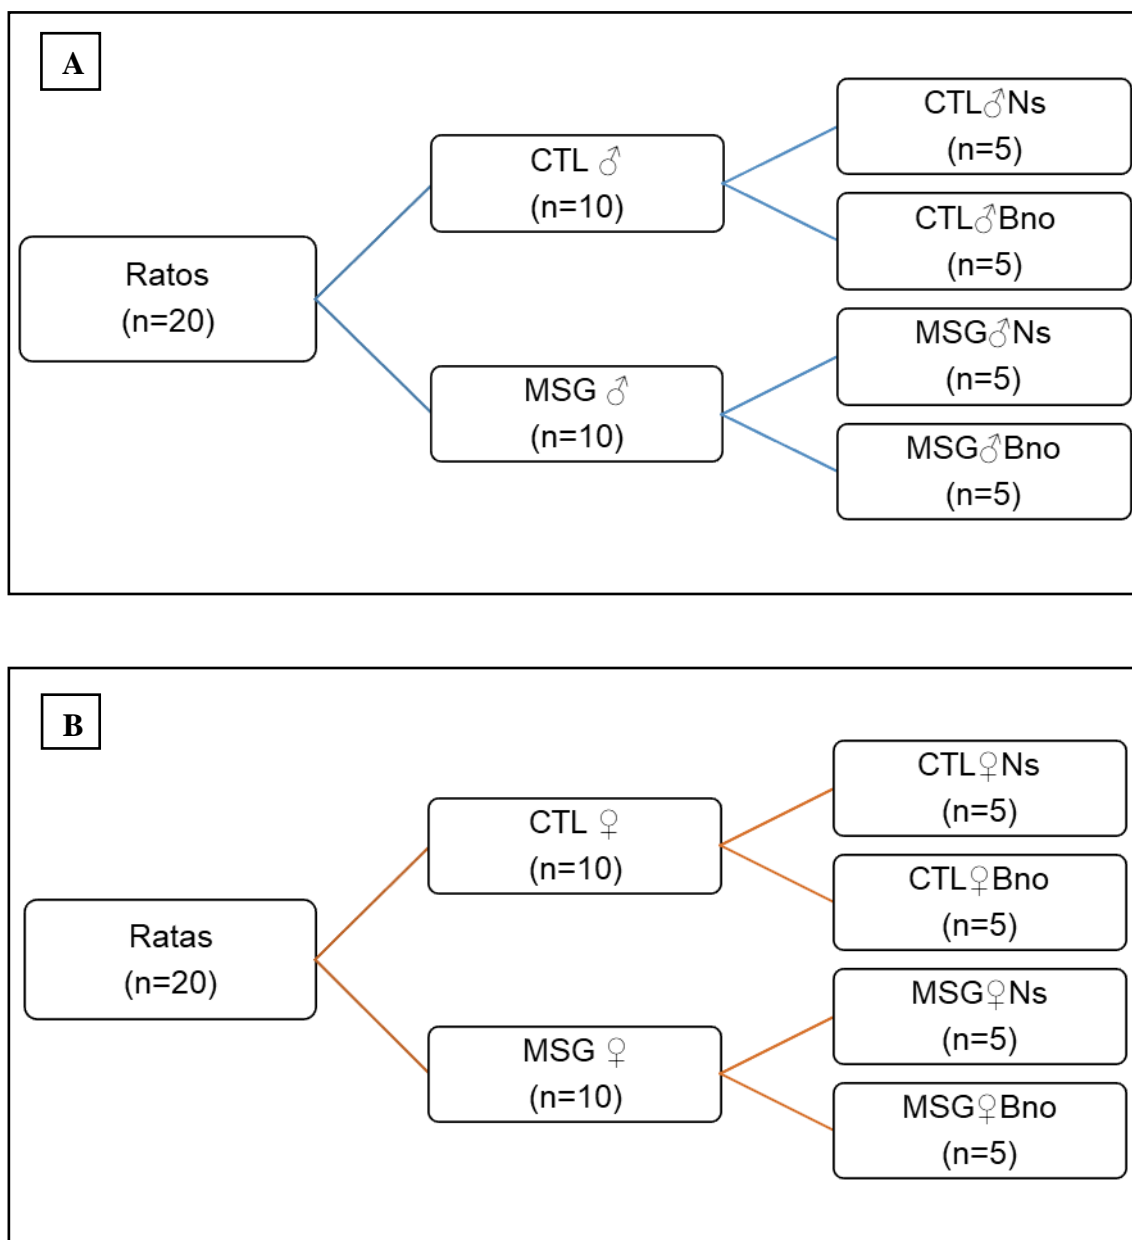 A
Ratos
(n=20)
CTL ♂
(n=10)
MSG ♂
(n=10)
CTL♂Ns
(n=5)
CTL♂Bno
(n=5)
MSG♂Ns
(n=5)
MSG♂Bno
(n=5)
B
Ratas
(n=20)
CTL ♀
(n=10)
MSG ♀
(n=10)
CTL♀Ns
(n=5)
CTL♀Bno
(n=5)
MSG♀Ns
(n=5)
MSG♀Bno
(n=5)